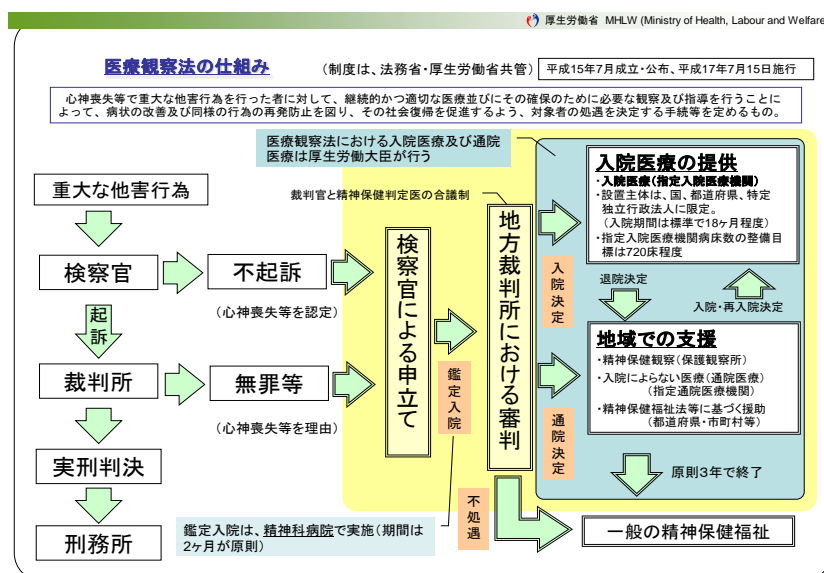 厚生労働省 MHLW (Ministry of Health, Labour and Welfare
医療観察法の仕組み
(制度は、法務省・厚生労働省共管)
平成15年7月成立・公布、平成17年7月15日施行
心神喪失等で重大な他害行為を行った者に対して、継続的かつ適切な医療並びにその確保のために必要な観察及び指導を行うことに
よって、病状の改善及び同様の行為の再発防止を図り、その社会復帰を促進するよう、対象者の処遇を決定する手続等を定めるもの。
医療観察法における入院医療及び通院
医療は厚生労働大臣が行う
重大な他害行為
検察官
不起訴
(心神喪失等を認定)
起訴
裁判所
無罪等
(心神喪失等を理由)
実刑判決
刑務所
検察官による申立て
鑑定入院
鑑定入院は、精神科病院で実施(期間は
2ヶ月が原則)
裁判官と精神保健判定医の合議制
地方裁判所における審判
入院決定
通院決定
不処遇
入院医療の提供
・入院医療(指定入院医療機関)
・設置主体は、国、都道府県、特定
独立行政法人に限定。
(入院期間は標準で18ヶ月程度)
・指定入院医療機関病床数の整備目
標は720床程度
退院決定
入院・再入院決定
地域での支援
・精神保健観察(保護観察所)
・入院によらない医療(通院医療)
(指定通院医療機関)
・精神保健福祉法等に基づく援助
(都道府県・市町村等)
原則3年で終了
一般の精神保健福祉